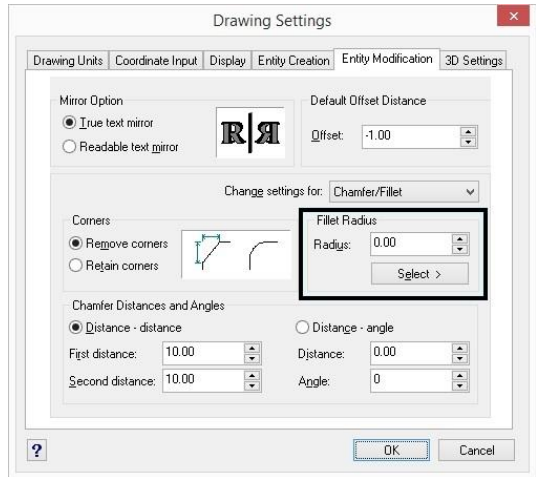 Drawing Settings
×
Drawing Units Coordinate Input Display Entity Creation Entity Modification 3D Settings
Mirror Option
True text mirror
Readable text mirror
R R
Default Offset Distance
Offset: -1.00
Change settings for: Chamfer/Fillet
Corners
Remove corners
Retain corners
Fillet Radius
Radius: 0.00
Select >
Chamfer Distances and Angles
Distance - distance
First distance: 10.00
Second distance: 10.00
Distance - angle
Distance: 0.00
Angle: 0
? OK Cancel